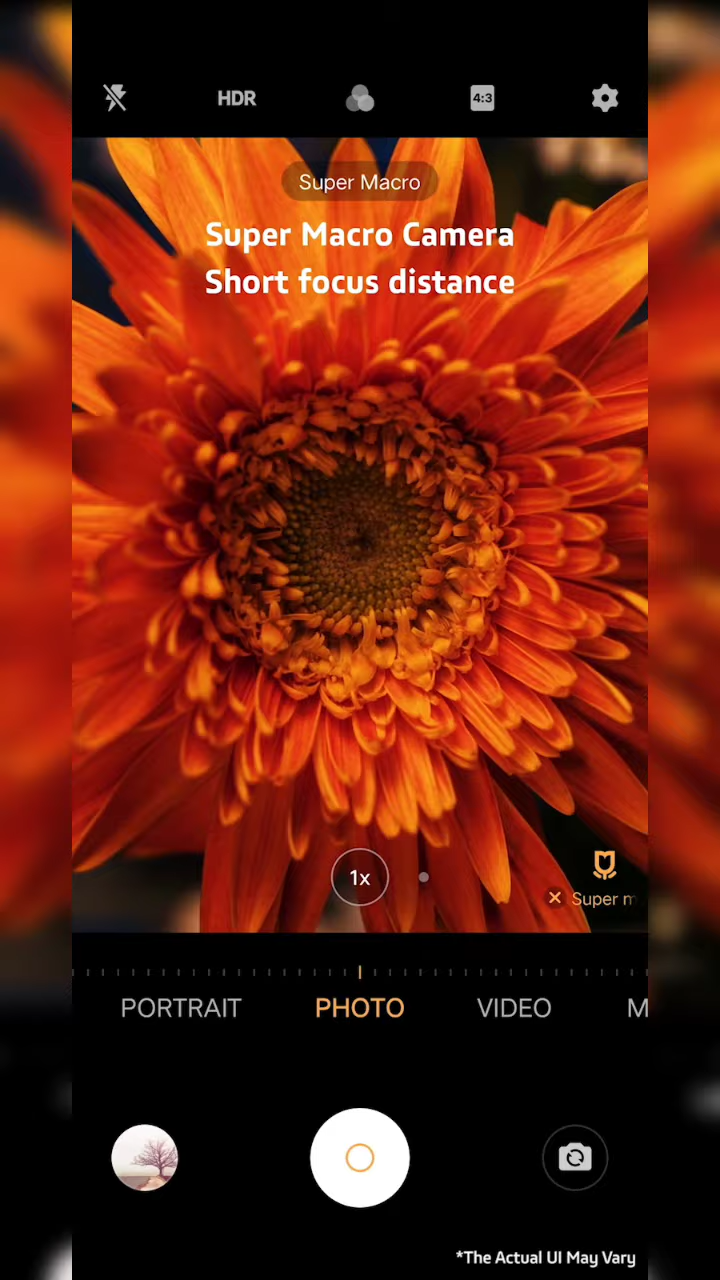 HDR
4:3
Super Macro
Super Macro Camera
Short focus distance
1x
Super m
PORTRAIT
PHOTO
VIDEO
M
*The Actual UI May Vary